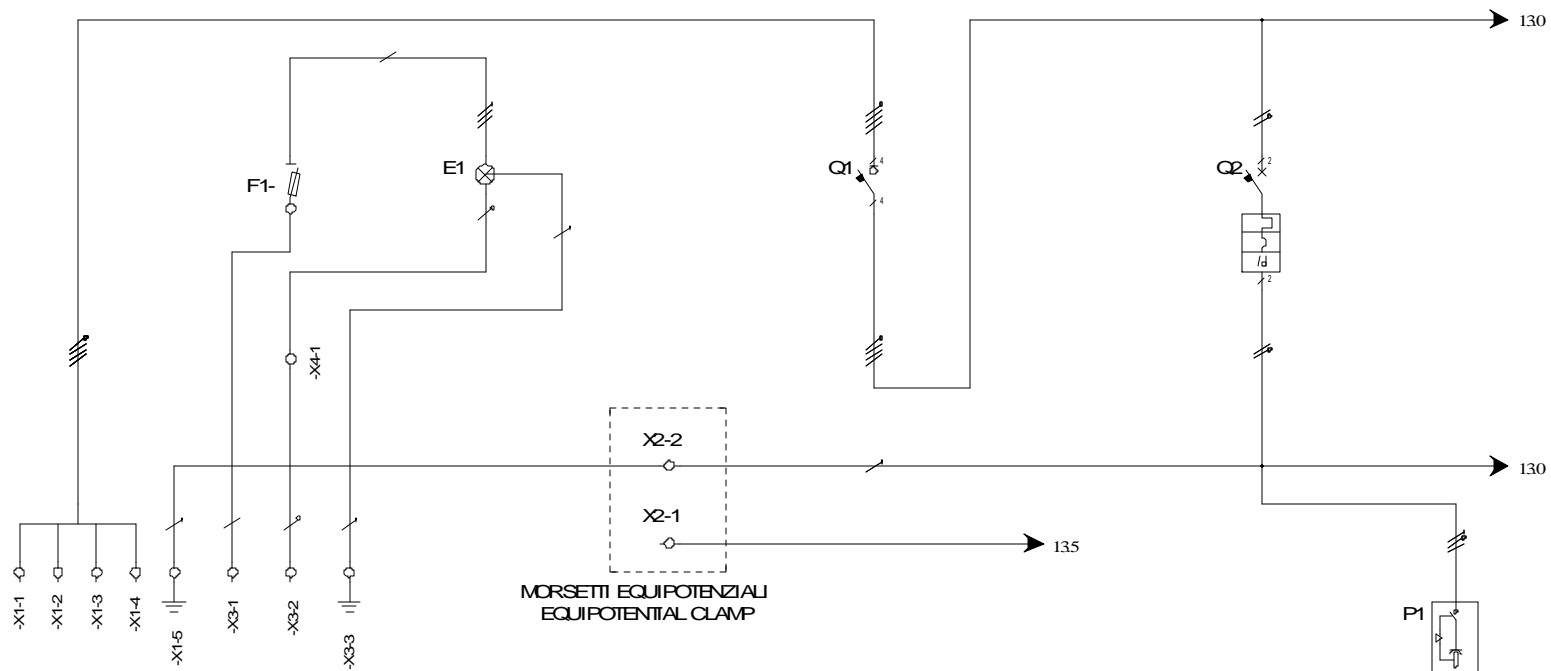 130
E1
F1-
Q1
4
4
Q2
2
Id
2
-X4-1
X2-2
130
X2-1
135
MORSETTI EQUIPOTENZIALI
EQUIPOTENTIAL CLAMP
P1
-X1-1
-X1-2
-X1-3
-X1-4
-X1-5
-X3-1
-X3-2
-X3-3